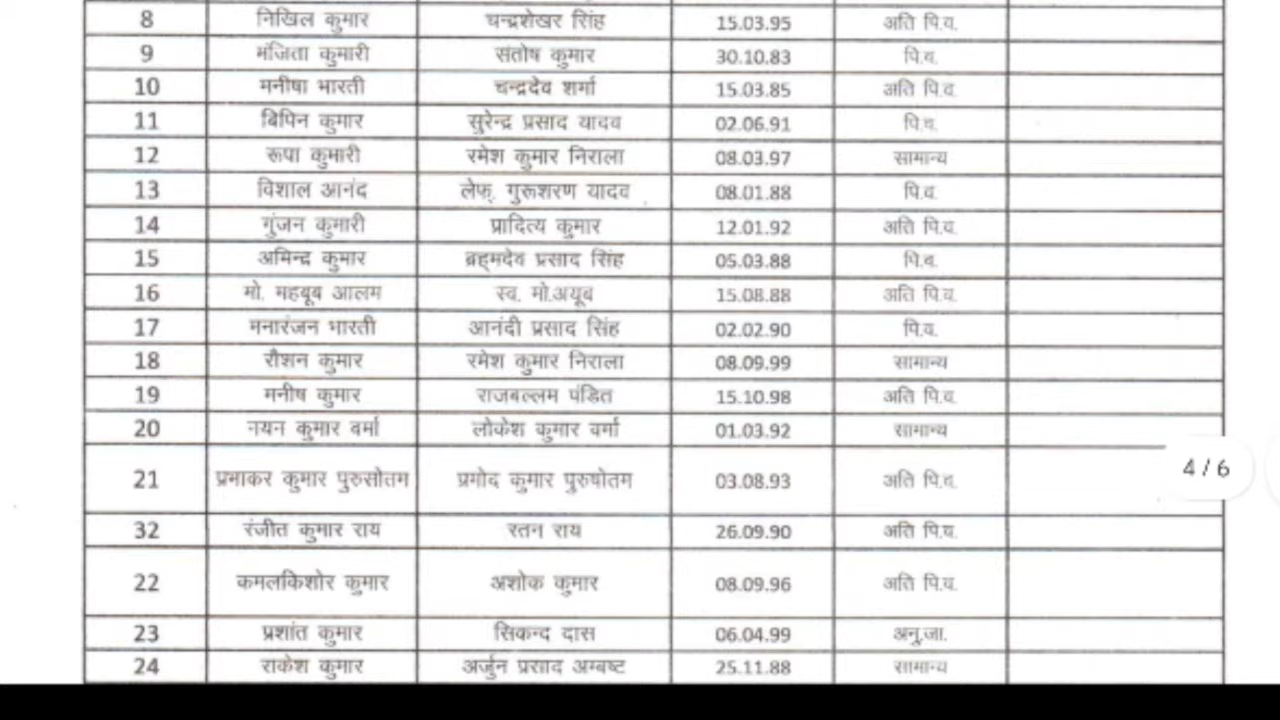 8 निखिल कुमार चन्द्रशेखर सिंह 15.03.95 अति पि.व.
9 मंजिता कुमारी संतोष कुमार 30.10.83 पि.व.
10 मनीषा भारती चन्द्रदेव शर्मा 15.03.85 अति पि.व.
11 बिपिन कुमार सुरेन्द्र प्रसाद यादव 02.06.91 पि.व.
12 रूपा कुमारी रमेश कुमार निराला 08.03.97 सामान्य
13 विशाल आनंद लेफ्. गुरूशरण यादव 08.01.88 पि.व.
14 गुंजन कुमारी प्रादित्य कुमार 12.01.92 अति पि.व.
15 अमिन्द्र कुमार ब्रह्मदेव प्रसाद सिंह 05.03.88 पि.व.
16 मो. महबूब आलम स्व. मो.अयूब 15.08.88 अति पि.व.
17 मनारंजन भारती आनंदी प्रसाद सिंह 02.02.90 पि.व.
18 रौशन कुमार रमेश कुमार निराला 08.09.99 सामान्य
19 मनीष कुमार राजबल्लम पंडित 15.10.98 अति पि.व.
20 नयन कुमार वर्मा लोकेश कुमार वर्मा 01.03.92 सामान्य
21 प्रभाकर कुमार पुरुसोतम प्रमोद कुमार पुरुषोतम 03.08.93 अति पि.व.
4 / 6
32 रंजीत कुमार राय रतन राय 26.09.90 अति पि.व.
22 कमलकिशोर कुमार अशोक कुमार 08.09.96 अति पि.व.
23 प्रशांत कुमार सिकन्द दास 06.04.99 अनु.जा.
24 राकेश कुमार अर्जुन प्रसाद अम्बष्ट 25.11.88 सामान्य